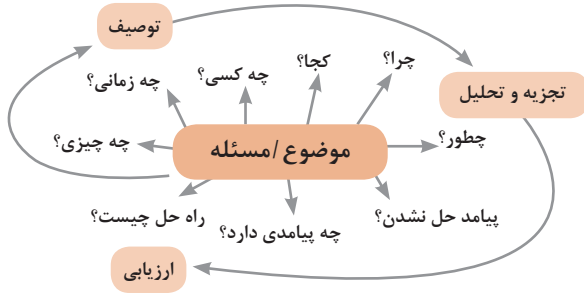 توصیف
چرا؟
کجا؟
چه کسی؟
چه زمانی؟
تجزیه و تحلیل
چطور؟
موضوع/مسئله
چه چیزی؟
پیامد حل نشدن؟
چه پیامدی دارد؟
راه حل چیست؟
ارزیابی